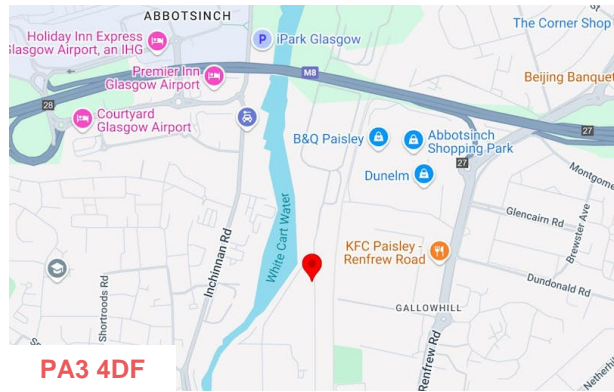 ABBOTSINCH
Holiday Inn Express
Glasgow Airport, an IHG
iPark Glasgow
P
The Corner Shop
Premier Inn
Glasgow Airport
M8
Beijing Banquet
28
Courtyard
Glasgow Airport
B&Q Paisley
Abbotsinch
Shopping Park
27
27
Dunelm
Montgome
Inchinnan Rd
White Cart Water
Glencairn Rd
Brewster Ave
KFC Paisley -
Renfrew Road
Dundonald Rd
Shortroods Rd
GALLOWHILL
Renfrew Rd
PA3 4DF